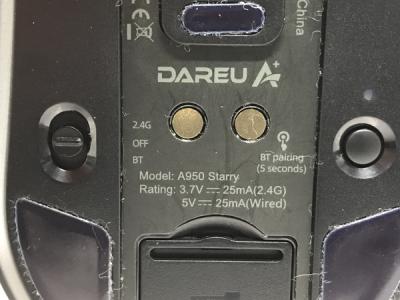 CE
China
DAREU A+
2.4G
OFF
BT
BT pairing
(5 seconds)
Model: A950 Starry
Rating: 3.7V ⎓ 25mA(2.4G)
5V ⎓ 25mA(Wired)